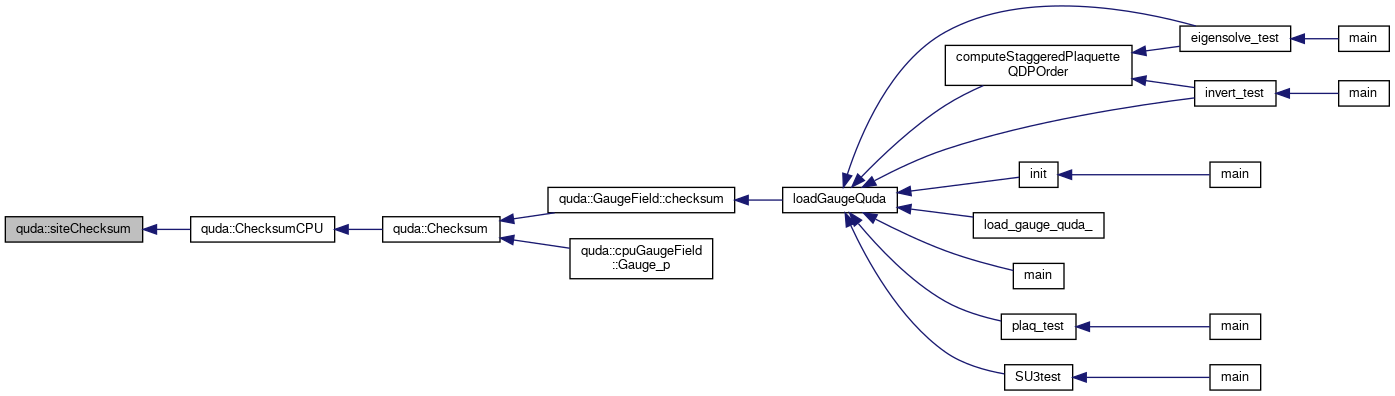 quda::siteChecksum
quda::ChecksumCPU
quda::Checksum
quda::GaugeField::checksum
quda::cpuGaugeField
::Gauge_p
loadGaugeQuda
computeStaggeredPlaquette
QDPOrder
eigensolve_test
main
invert_test
main
init
main
load_gauge_quda_
main
plaq_test
main
SU3test
main